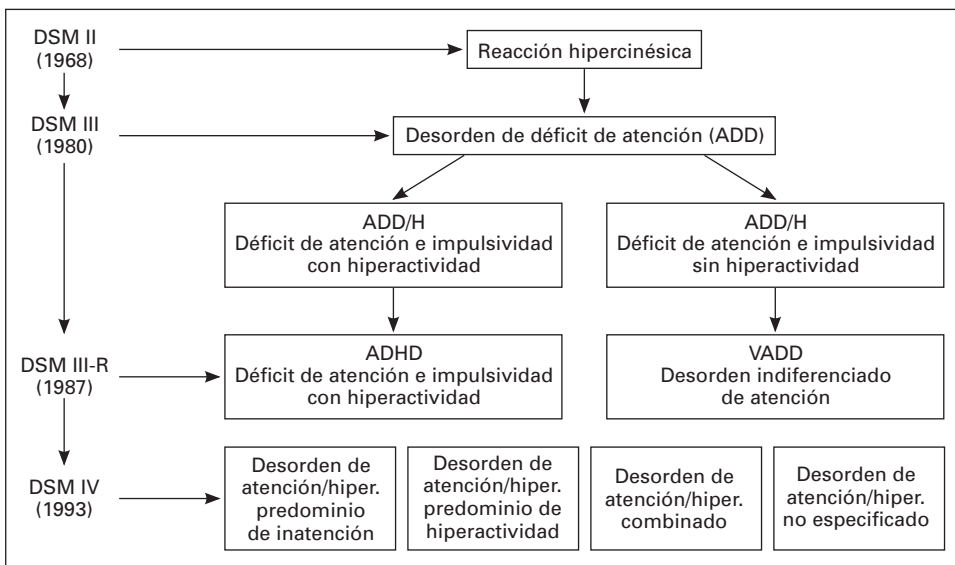 DSM II
(1968)
Reacción hipercinésica
DSM III
(1980)
Desorden de déficit de atención (ADD)
ADD/H
Déficit de atención e impulsividad
con hiperactividad
ADD/H
Déficit de atención e impulsividad
sin hiperactividad
DSM III-R
(1987)
ADHD
Déficit de atención e impulsividad
con hiperactividad
VADD
Desorden indiferenciado
de atención
DSM IV
(1993)
Desorden de
atención/hiper.
predominio
de inatención
Desorden de
atención/hiper.
predominio de
hiperactividad
Desorden de
atención/hiper.
combinado
Desorden de
atención/hiper.
no especificado